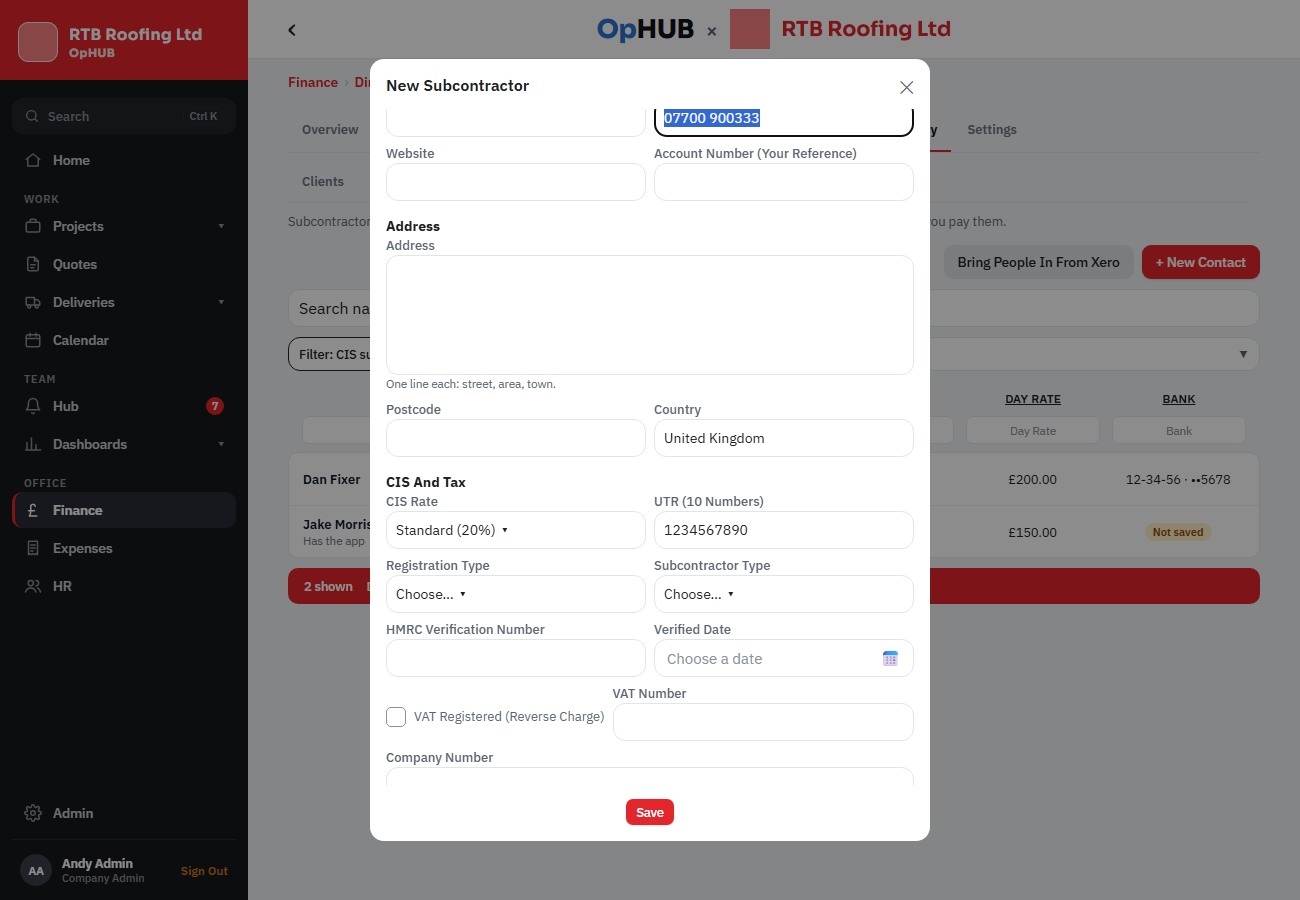 RTB Roofing Ltd
OpHUB
Search Ctrl K
Home
WORK
Projects
Quotes
Deliveries
Calendar
TEAM
Hub 7
Dashboards
OFFICE
£ Finance
Expenses
HR
Admin
AA Andy Admin
Company Admin
Sign Out
OpHUB × RTB Roofing Ltd
Finance ›
Overview Settings
Clients
you pay them.
Bring People In From Xero + New Contact
Filter: CIS
DAY RATE BANK
Day Rate Bank
Dan Fixer £200.00 12-34-56 · ••5678
Jake Morris £150.00 Not saved
Has the app
2 shown
New Subcontractor
07700 900333
Website Account Number (Your Reference)
Address
Address
One line each: street, area, town.
Postcode Country
United Kingdom
CIS And Tax
CIS Rate UTR (10 Numbers)
Standard (20%) 1234567890
Registration Type Subcontractor Type
Choose... Choose...
HMRC Verification Number Verified Date
Choose a date
VAT Number
VAT Registered (Reverse Charge)
Company Number
Save